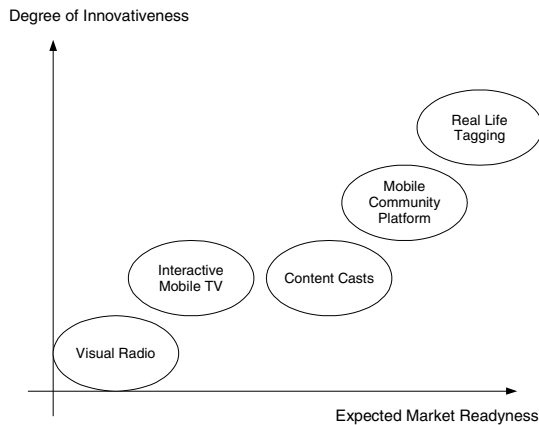 Degree of Innovativeness
Real Life
Tagging
Mobile
Community
Platform
Interactive
Mobile TV
Content Casts
Visual Radio
Expected Market Readyness